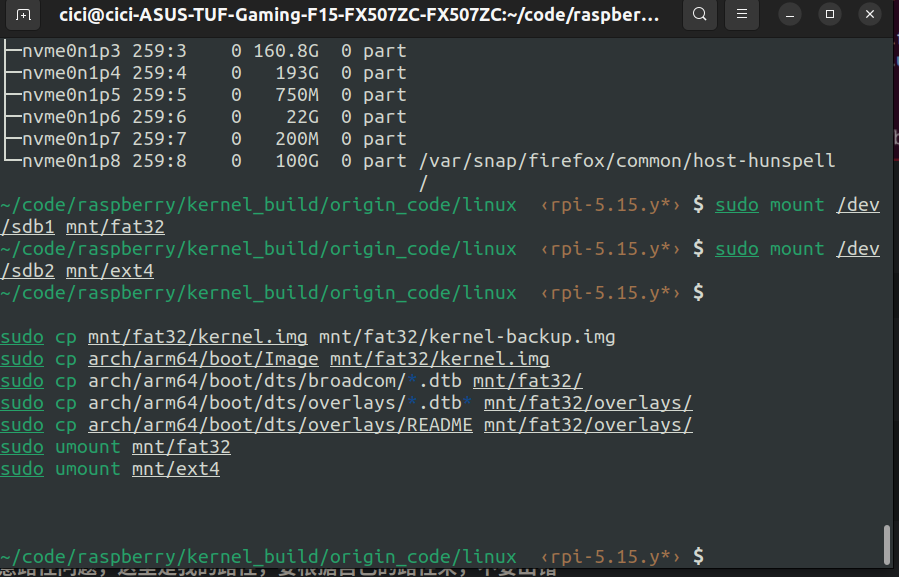 cici@cici-ASUS-TUF-Gaming-F15-FX507ZC-FX507ZC:~/code/raspber...
├─nvme0n1p3 259:3    0 160.8G  0 part
├─nvme0n1p4 259:4    0   193G  0 part
├─nvme0n1p5 259:5    0   750M  0 part
├─nvme0n1p6 259:6    0    22G  0 part
├─nvme0n1p7 259:7    0   200M  0 part
└─nvme0n1p8 259:8    0   100G  0 part /var/snap/firefox/common/host-hunspell
/
~/code/raspberry/kernel_build/origin_code/linux  ‹rpi-5.15.y*› $ sudo mount /dev
/sdb1 mnt/fat32
~/code/raspberry/kernel_build/origin_code/linux  ‹rpi-5.15.y*› $ sudo mount /dev
/sdb2 mnt/ext4
~/code/raspberry/kernel_build/origin_code/linux  ‹rpi-5.15.y*› $
sudo cp mnt/fat32/kernel.img mnt/fat32/kernel-backup.img
sudo cp arch/arm64/boot/Image mnt/fat32/kernel.img
sudo cp arch/arm64/boot/dts/broadcom/*.dtb mnt/fat32/
sudo cp arch/arm64/boot/dts/overlays/*.dtb* mnt/fat32/overlays/
sudo cp arch/arm64/boot/dts/overlays/README mnt/fat32/overlays/
sudo umount mnt/fat32
sudo umount mnt/ext4
~/code/raspberry/kernel_build/origin_code/linux  ‹rpi-5.15.y*› $